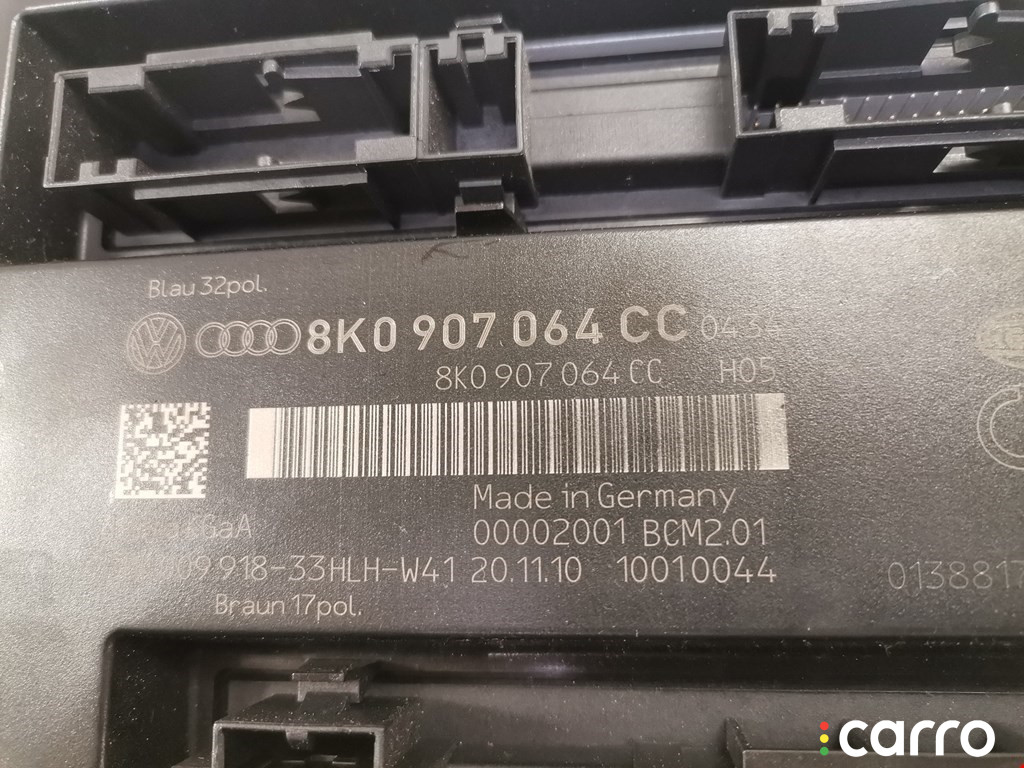 Blau 32pol.
8K0 907 064 CC 0434
8K0 907 064 CC H05
Made in Germany
00002001 BCM2.01
918-33HLH-W41 20.11.10 10010044
0138817
Braun 17pol.
carro